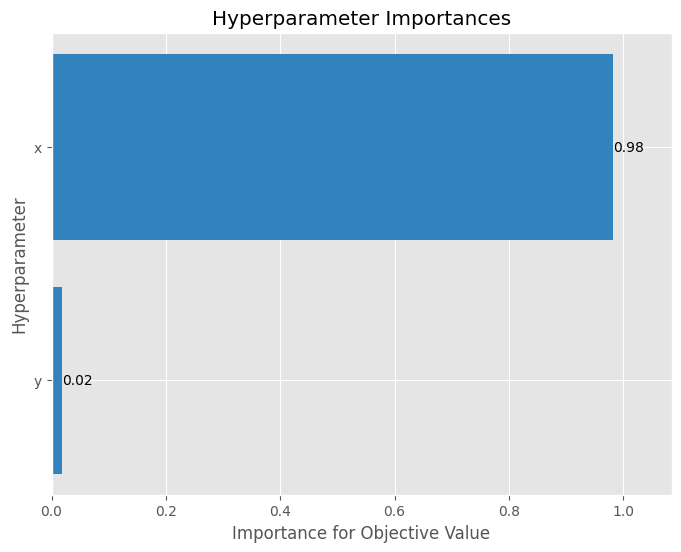 Hyperparameter Importances
Hyperparameter
x
0.98
y
0.02
0.0 0.2 0.4 0.6 0.8 1.0
Importance for Objective Value